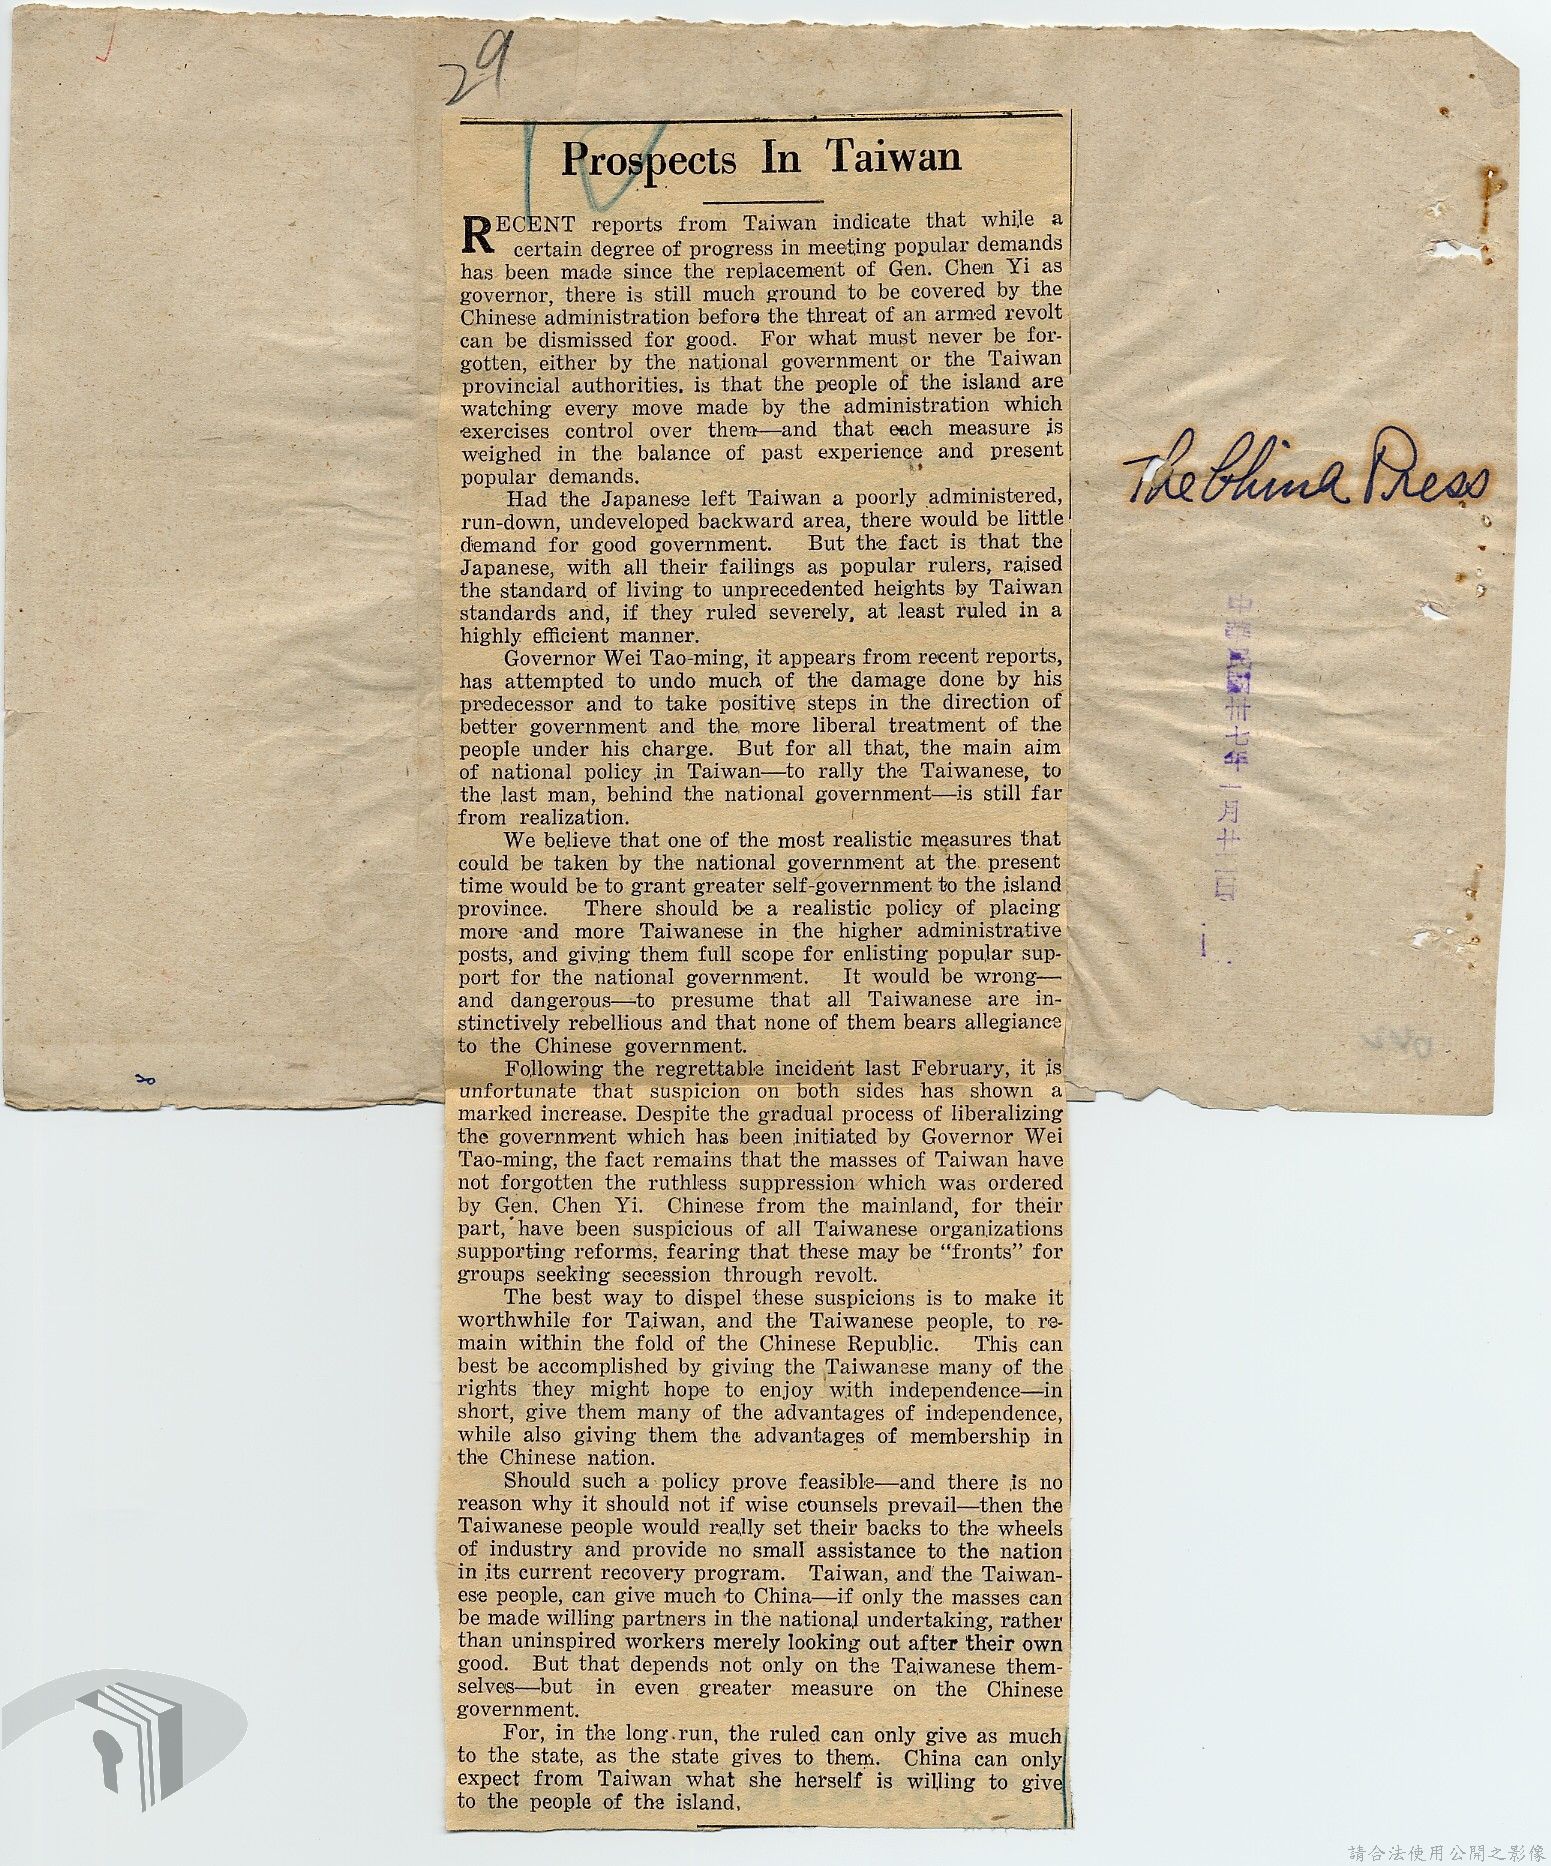 29
Prospects In Taiwan
RECENT reports from Taiwan indicate that while a
certain degree of progress in meeting popular demands
has been made since the replacement of Gen. Chen Yi as
governor, there is still much ground to be covered by the
Chinese administration before the threat of an armed revolt
can be dismissed for good. For what must never be for-
gotten, either by the national government or the Taiwan
provincial authorities, is that the people of the island are
watching every move made by the administration which
exercises control over them—and that each measure is
weighed in the balance of past experience and present
popular demands.
Had the Japanese left Taiwan a poorly administered,
run-down, undeveloped backward area, there would be little
demand for good government. But the fact is that the
Japanese, with all their failings as popular rulers, raised
the standard of living to unprecedented heights by Taiwan
standards and, if they ruled severely, at least ruled in a
highly efficient manner.
Governor Wei Tao-ming, it appears from recent reports,
has attempted to undo much of the damage done by his
predecessor and to take positive steps in the direction of
better government and the more liberal treatment of the
people under his charge. But for all that, the main aim
of national policy in Taiwan—to rally the Taiwanese, to
the last man, behind the national government—is still far
from realization.
We believe that one of the most realistic measures that
could be taken by the national government at the present
time would be to grant greater self-government to the island
province. There should be a realistic policy of placing
more and more Taiwanese in the higher administrative
posts, and giving them full scope for enlisting popular sup-
port for the national government. It would be wrong—
and dangerous—to presume that all Taiwanese are in-
stinctively rebellious and that none of them bears allegiance
to the Chinese government.
Following the regrettable incident last February, it is
unfortunate that suspicion on both sides has shown a
marked increase. Despite the gradual process of liberalizing
the government which has been initiated by Governor Wei
Tao-ming, the fact remains that the masses of Taiwan have
not forgotten the ruthless suppression which was ordered
by Gen. Chen Yi. Chinese from the mainland, for their
part, have been suspicious of all Taiwanese organizations
supporting reforms, fearing that these may be “fronts” for
groups seeking secession through revolt.
The best way to dispel these suspicions is to make it
worthwhile for Taiwan, and the Taiwanese people, to re-
main within the fold of the Chinese Republic. This can
best be accomplished by giving the Taiwanese many of the
rights they might hope to enjoy with independence—in
short, give them many of the advantages of independence,
while also giving them the advantages of membership in
the Chinese nation.
Should such a policy prove feasible—and there is no
reason why it should not if wise counsels prevail—then the
Taiwanese people would really set their backs to the wheels
of industry and provide no small assistance to the nation
in its current recovery program. Taiwan, and the Taiwan-
ese people, can give much to China—if only the masses can
be made willing partners in the national undertaking, rather
than uninspired workers merely looking out after their own
good. But that depends not only on the Taiwanese them-
selves—but in even greater measure on the Chinese
government.
For, in the long run, the ruled can only give as much
to the state, as the state gives to them. China can only
expect from Taiwan what she herself is willing to give
to the people of the island.
The China Press
8
請合法使用公開之影像